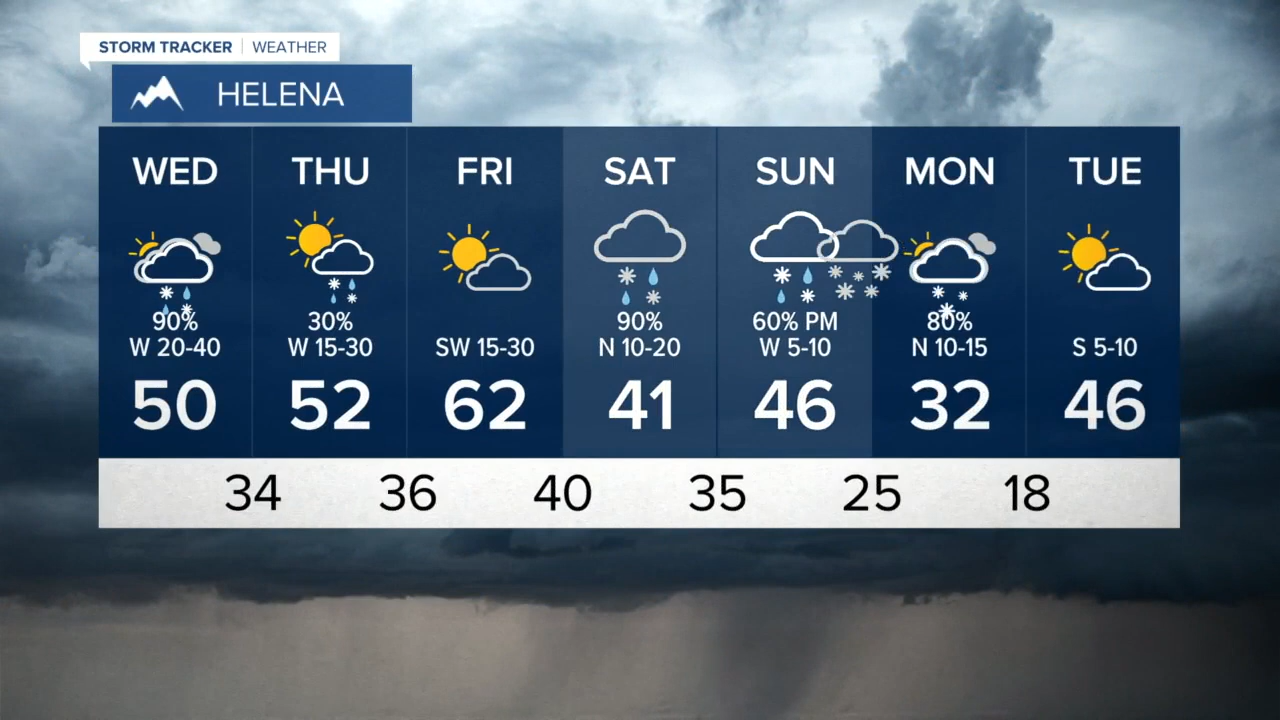 STORM TRACKER | WEATHER
HELENA
WED THU FRI SAT SUN MON TUE
90% 30% 90% 60% PM 80%
W 20-40 W 15-30 SW 15-30 N 10-20 W 5-10 N 10-15 S 5-10
50 52 62 41 46 32 46
34 36 40 35 25 18